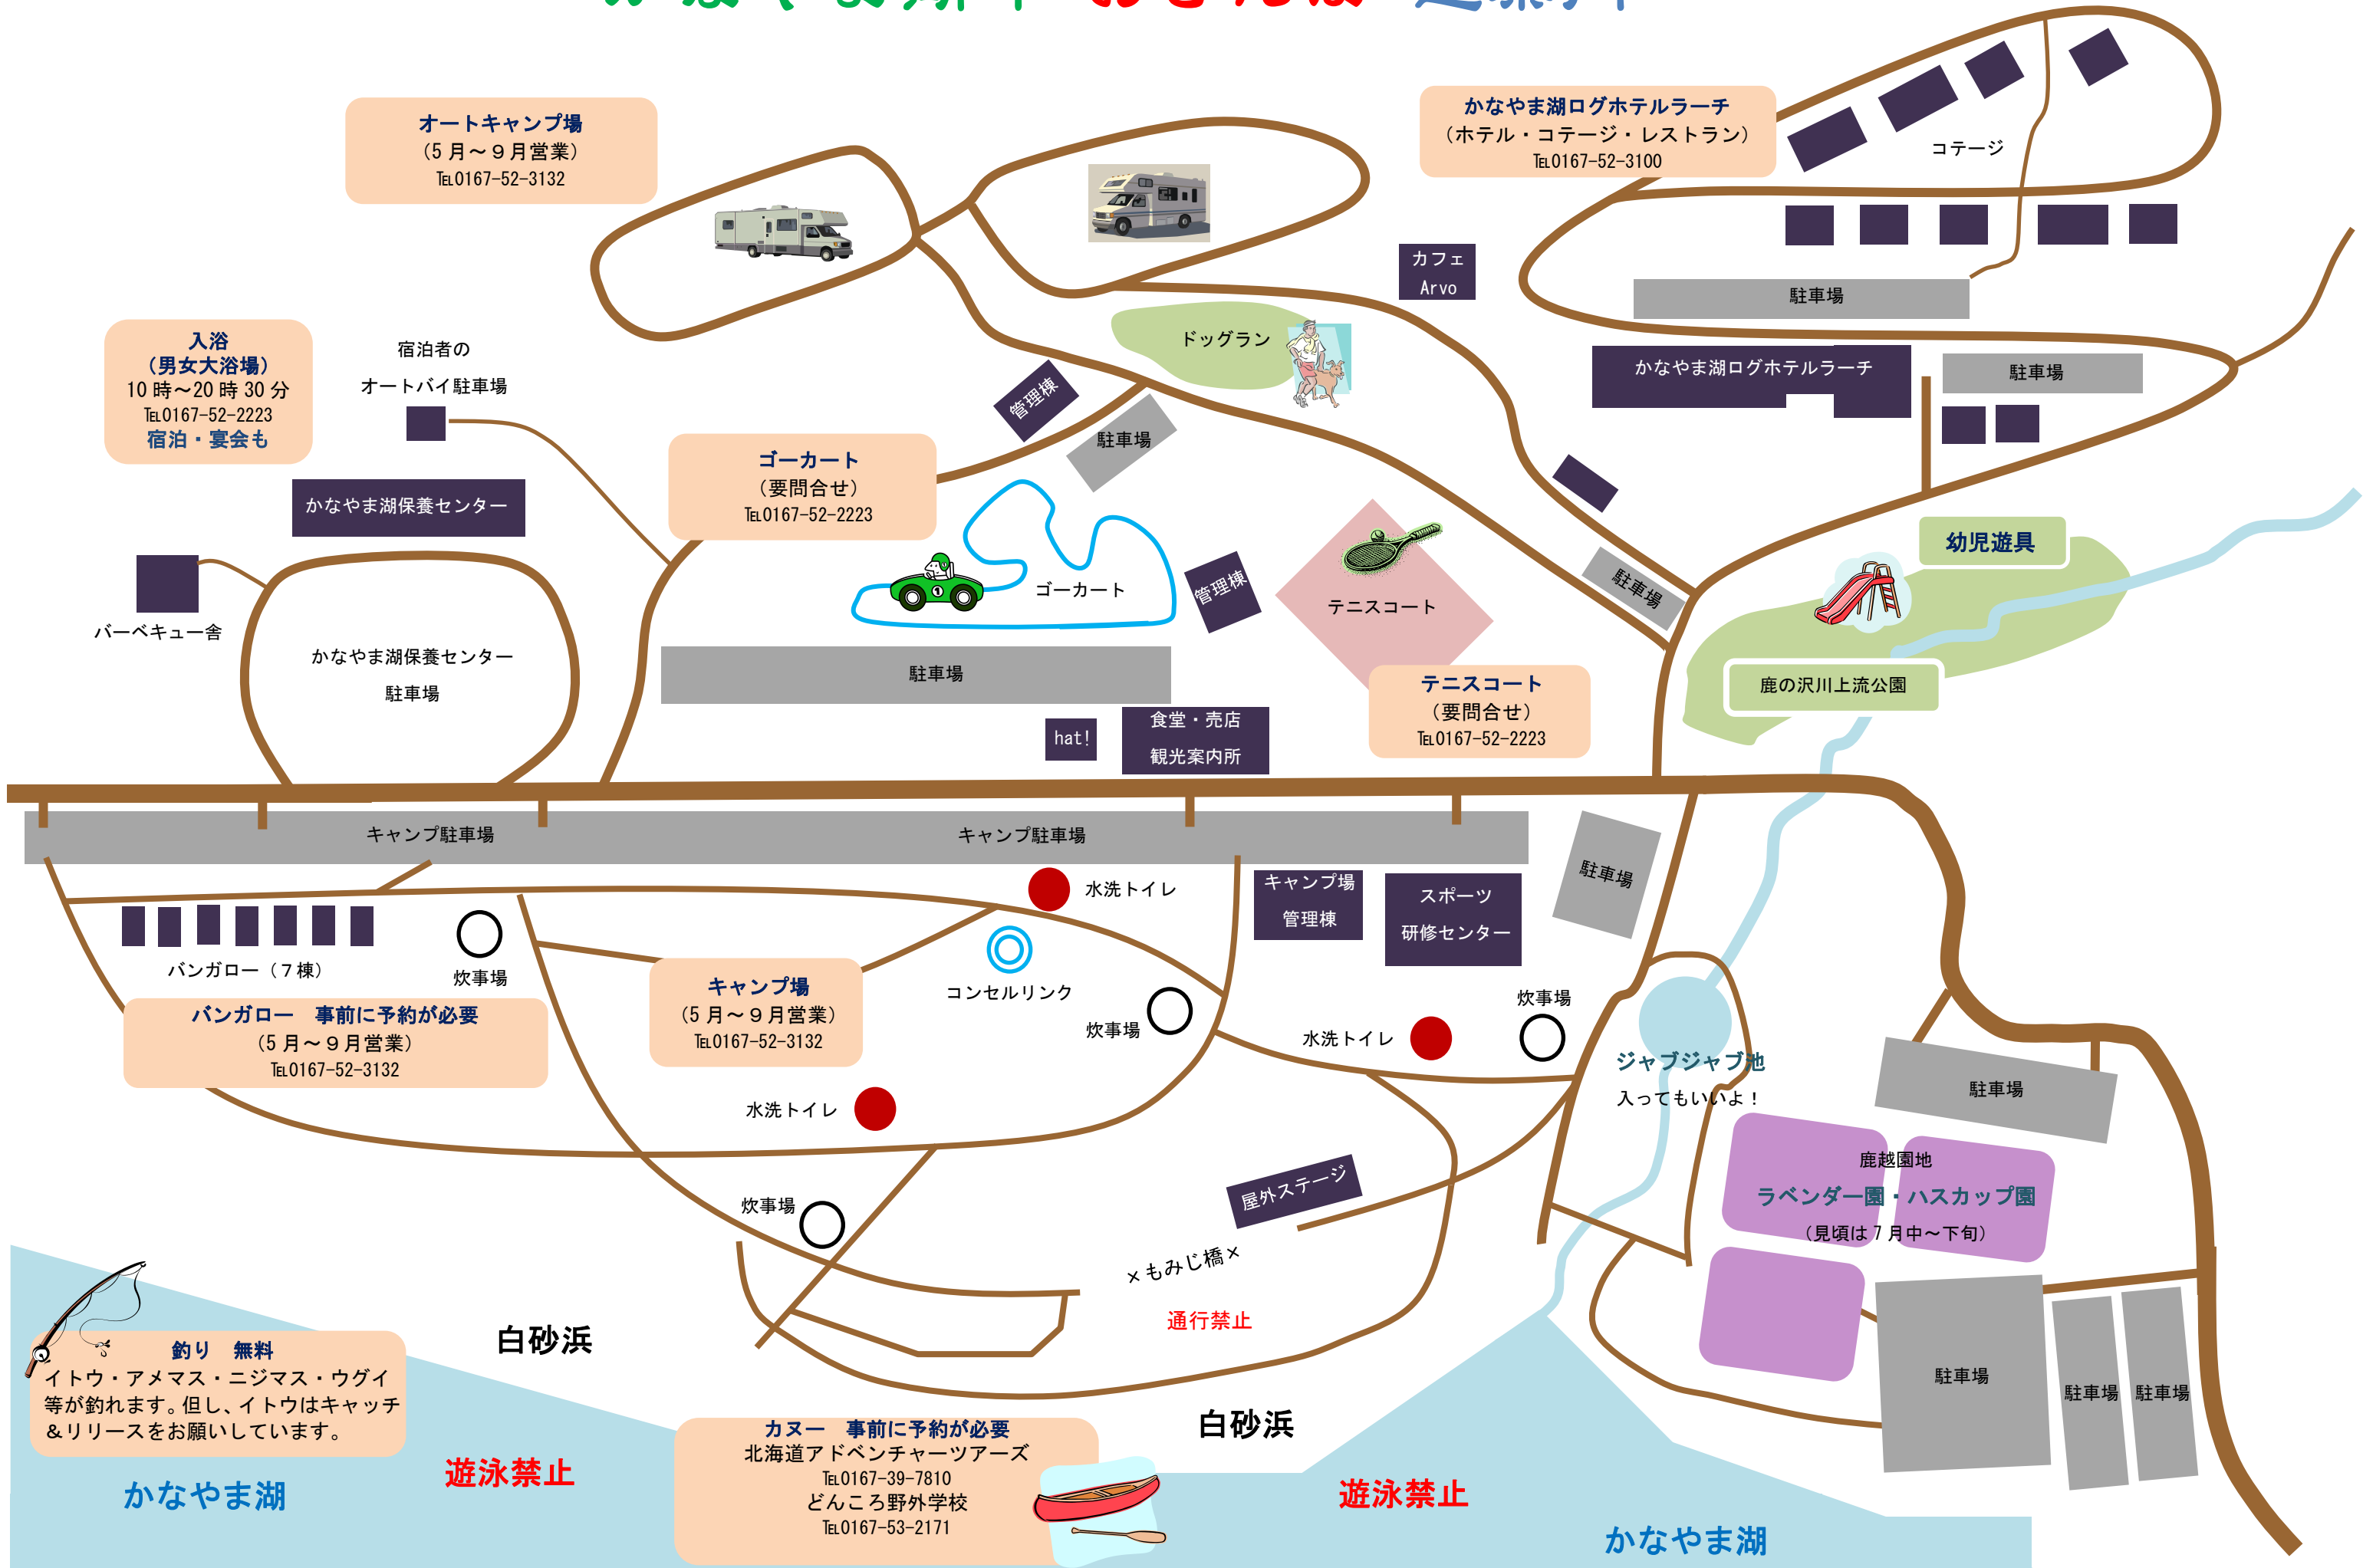 オートキャンプ場
（5月～9月営業）
℡0167-52-3132
かなやま湖ログホテルラーチ
（ホテル・コテージ・レストラン）
℡0167-52-3100
コテージ
カフェ
Arvo
駐車場
入浴
（男女大浴場）
10時～20時30分
℡0167-52-2223
宿泊・宴会も
宿泊者の
オートバイ駐車場
ドッグラン
管理棟
駐車場
かなやま湖ログホテルラーチ
駐車場
ゴーカート
（要問合せ）
℡0167-52-2223
かなやま湖保養センター
バーベキュー舎
かなやま湖保養センター
駐車場
ゴーカート
管理棟
テニスコート
駐車場
幼児遊具
鹿の沢川上流公園
駐車場
テニスコート
（要問合せ）
℡0167-52-2223
hat!
食堂・売店
観光案内所
キャンプ駐車場
キャンプ駐車場
駐車場
水洗トイレ
キャンプ場
管理棟
スポーツ
研修センター
バンガロー（7棟）
炊事場
バンガロー　事前に予約が必要
（5月～9月営業）
℡0167-52-3132
キャンプ場
（5月～9月営業）
℡0167-52-3132
コンセルリンク
炊事場
水洗トイレ
炊事場
ジャブジャブ池
入ってもいいよ！
駐車場
水洗トイレ
鹿越園地
ラベンダー園・ハスカップ園
（見頃は7月中～下旬）
炊事場
屋外ステージ
×もみじ橋×
通行禁止
白砂浜
釣り　無料
イトウ・アメマス・ニジマス・ウグイ
等が釣れます。但し、イトウはキャッチ
＆リリースをお願いしています。
駐車場
駐車場
駐車場
白砂浜
カヌー　事前に予約が必要
北海道アドベンチャーツアーズ
℡0167-39-7810
どんころ野外学校
℡0167-53-2171
遊泳禁止
かなやま湖
遊泳禁止
かなやま湖